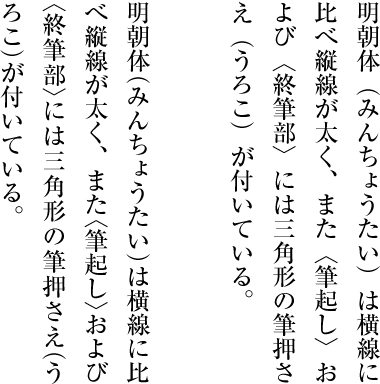 明朝体（みんちょうたい）は横線に
比べ縦線が太く、また〈筆起し〉お
よび〈終筆部〉には三角形の筆押さ
え（うろこ）が付いている。
明朝体(みんちょうたい)は横線に比
べ縦線が太く、また〈筆起し〉および
〈終筆部〉には三角形の筆押さえ(う
ろこ)が付いている。